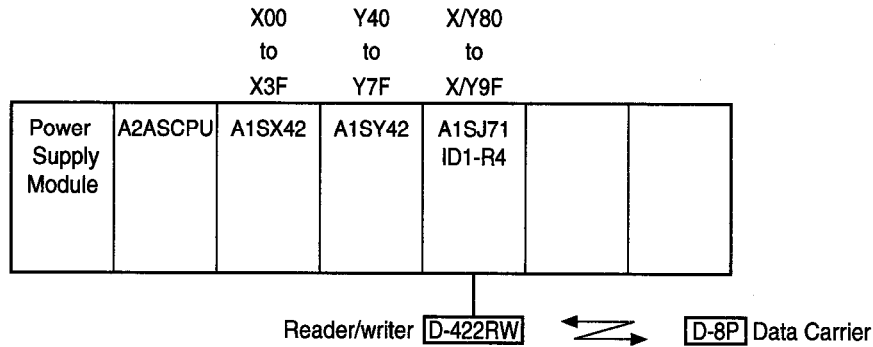 X00 Y40 X/Y80
to to to
X3F Y7F X/Y9F
Power Supply Module
A2ASCPU
A1SX42
A1SY42
A1SJ71
ID1-R4
Reader/writer D-422RW D-8P Data Carrier